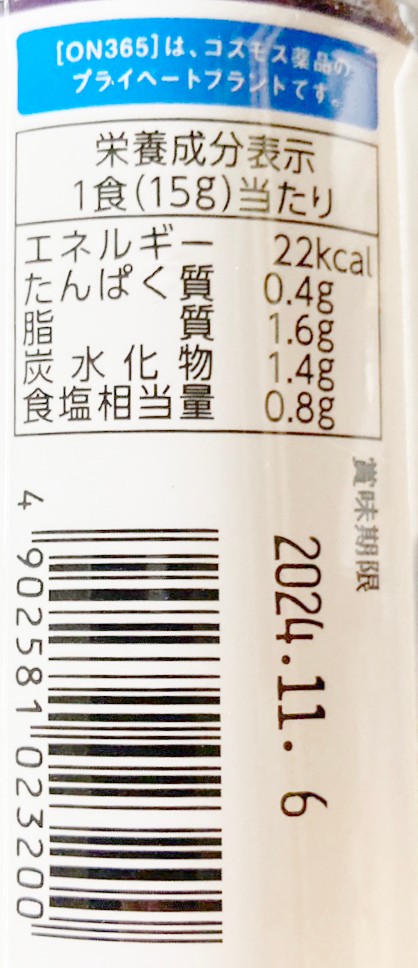 [ON365]は、コスモス薬品の
プライベートブランドです。
栄養成分表示
1食(15g)当たり
エネルギー 22kcal
たんぱく質 0.4g
脂質 1.6g
炭水化物 1.4g
食塩相当量 0.8g
賞味期限
2024.11. 6
4 902581 023200